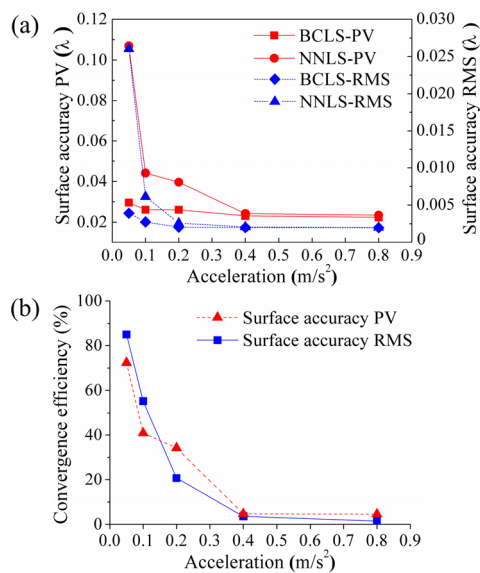 (a)
Surface accuracy PV (λ)
0.12
0.10
0.08
0.06
0.04
0.02
BCLS-PV
NNLS-PV
BCLS-RMS
NNLS-RMS
0.030
0.025
0.020
0.015
0.010
0.005
0
Surface accuracy RMS (λ)
0.0 0.1 0.2 0.3 0.4 0.5 0.6 0.7 0.8 0.9
Acceleration (m/s²)
(b)
Convergence efficiency (%)
100
80
60
40
20
0
Surface accuracy PV
Surface accuracy RMS
0.0 0.1 0.2 0.3 0.4 0.5 0.6 0.7 0.8 0.9
Acceleration (m/s²)